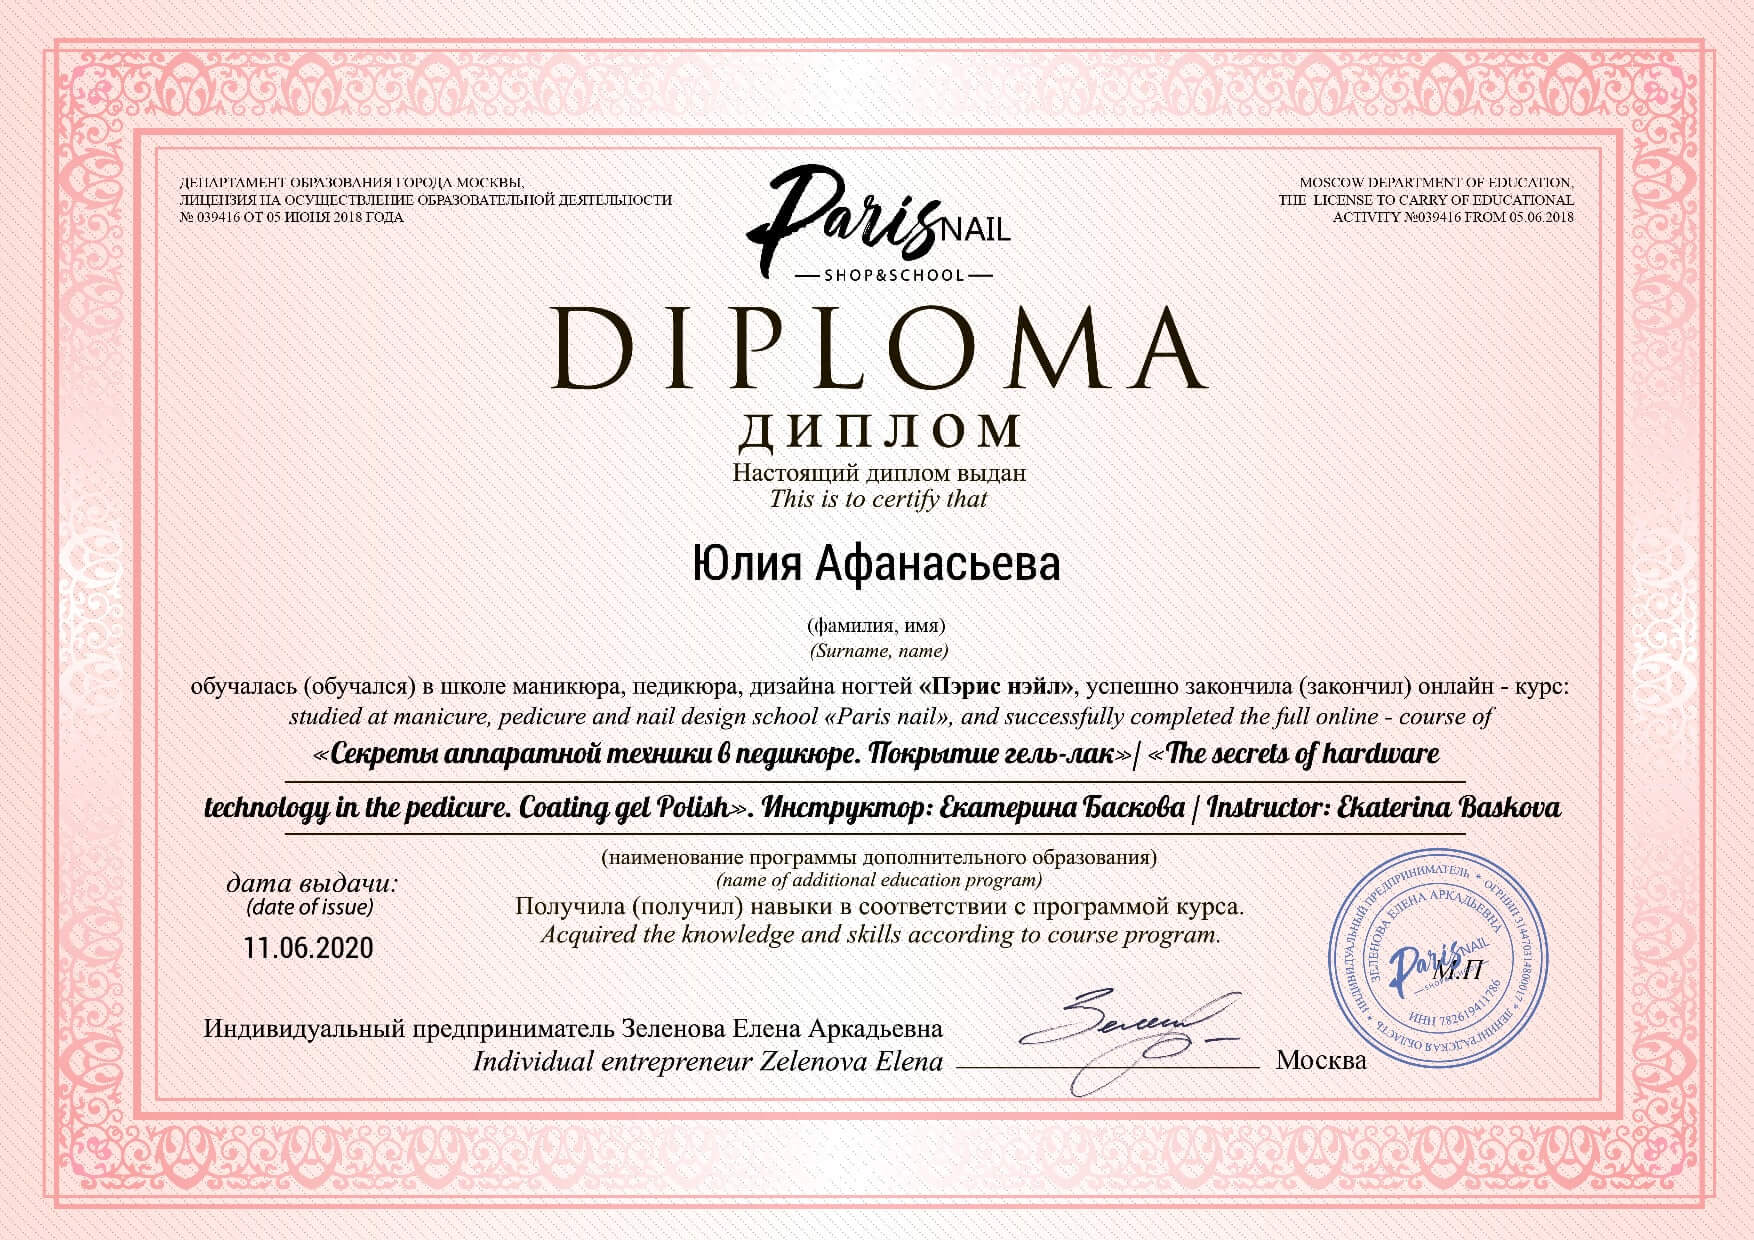 ДЕПАРТАМЕНТ ОБРАЗОВАНИЯ ГОРОДА МОСКВЫ,
ЛИЦЕНЗИЯ НА ОСУЩЕСТВЛЕНИЕ ОБРАЗОВАТЕЛЬНОЙ ДЕЯТЕЛЬНОСТИ
№ 039416 ОТ 05 ИЮНЯ 2018 ГОДА
Paris NAIL
SHOP&SCHOOL
MOSCOW DEPARTMENT OF EDUCATION,
THE LICENSE TO CARRY OF EDUCATIONAL
ACTIVITY №039416 FROM 05.06.2018
DIPLOMA
ДИПЛОМ
Настоящий диплом выдан
This is to certify that
Юлия Афанасьева
(фамилия, имя)
(Surname, name)
обучалась (обучался) в школе маникюра, педикюра, дизайна ногтей «Пэрис нэйл», успешно закончила (закончил) онлайн - курс:
studied at manicure, pedicure and nail design school «Paris nail», and successfully completed the full online - course of
«Секреты аппаратной техники в педикюре. Покрытие гель-лак»/ «The secrets of hardware
technology in the pedicure. Coating gel Polish». Инструктор: Екатерина Баскова / Instructor: Ekaterina Baskova
(наименование программы дополнительного образования)
(name of additional education program)
Получила (получил) навыки в соответствии с программой курса.
Acquired the knowledge and skills according to course program.
дата выдачи:
(date of issue)
11.06.2020
Индивидуальный предприниматель Зеленова Елена Аркадьевна
Individual entrepreneur Zelenova Elena
Москва
ИНДИВИДУАЛЬНЫЙ ПРЕДПРИНИМАТЕЛЬ * ОГРНИП 314470314800017 * ЛЕНИНГРАДСКАЯ ОБЛАСТЬ *
ЗЕЛЕНОВА ЕЛЕНА АРКАДЬЕВНА
Paris NAIL
SHOP&SCHOOL
М.П
ИНН 782619411786